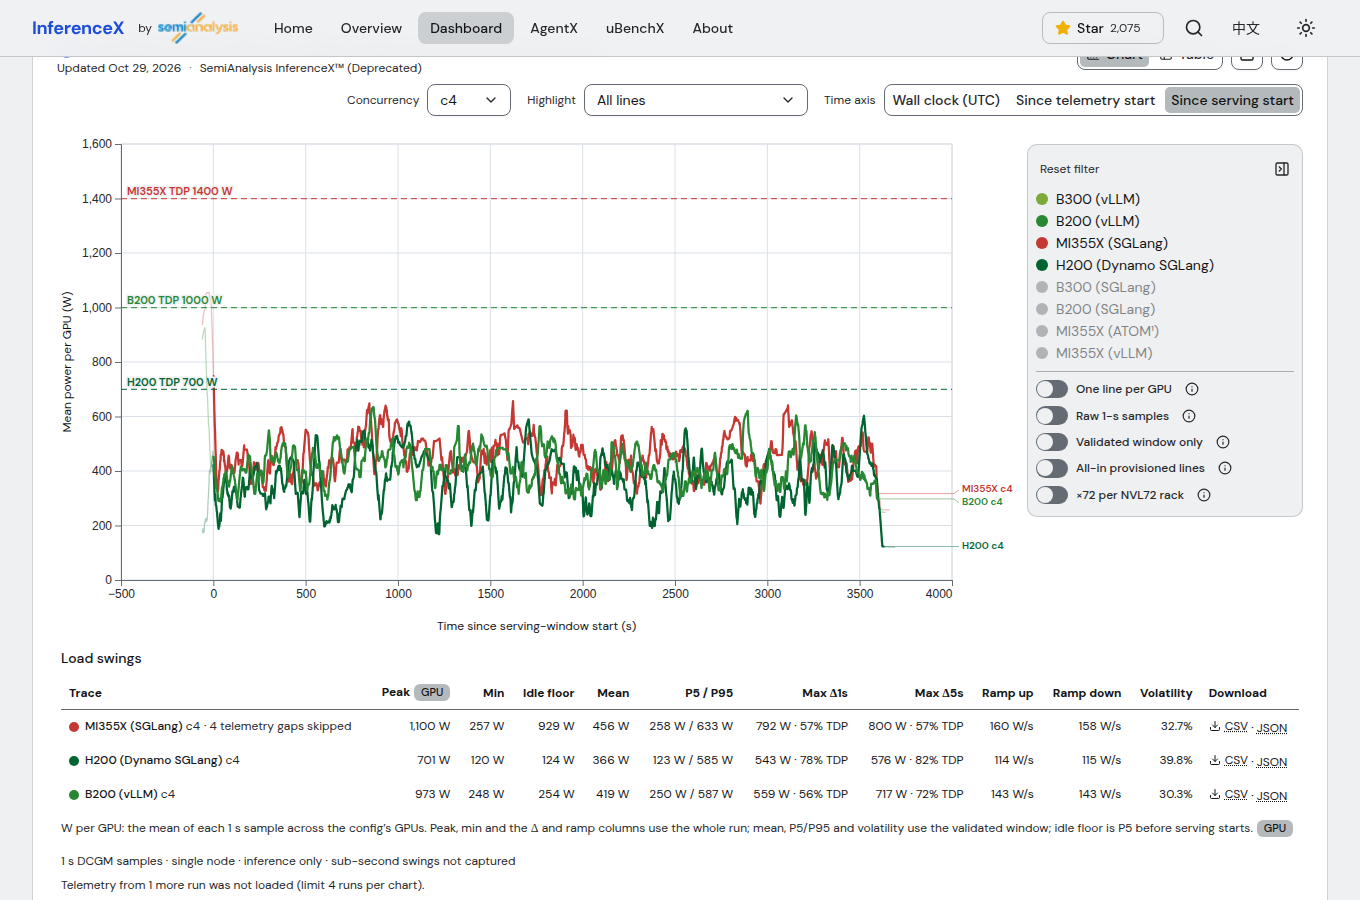 InferenceX by semianalysis Home Overview Dashboard AgentX uBenchX About Star 2,075 中文
Updated Oct 29, 2026 · SemiAnalysis InferenceX™ (Deprecated) Chart Table
Concurrency c4 Highlight All lines Time axis Wall clock (UTC) Since telemetry start Since serving start
1,600
MI355X TDP 1400 W
1,400
1,200
B200 TDP 1000 W
1,000
800
H200 TDP 700 W
600
400
200
0
Mean power per GPU (W)
MI355X c4
B200 c4
H200 c4
−500 0 500 1000 1500 2000 2500 3000 3500 4000
Time since serving-window start (s)
Reset filter
B300 (vLLM)
B200 (vLLM)
MI355X (SGLang)
H200 (Dynamo SGLang)
B300 (SGLang)
B200 (SGLang)
MI355X (ATOM¹)
MI355X (vLLM)
One line per GPU
Raw 1-s samples
Validated window only
All-in provisioned lines
×72 per NVL72 rack
Load swings
Trace Peak GPU Min Idle floor Mean P5 / P95 Max Δ1s Max Δ5s Ramp up Ramp down Volatility Download
MI355X (SGLang) c4 · 4 telemetry gaps skipped 1,100 W 257 W 929 W 456 W 258 W / 633 W 792 W · 57% TDP 800 W · 57% TDP 160 W/s 158 W/s 32.7% CSV · JSON
H200 (Dynamo SGLang) c4 701 W 120 W 124 W 366 W 123 W / 585 W 543 W · 78% TDP 576 W · 82% TDP 114 W/s 115 W/s 39.8% CSV · JSON
B200 (vLLM) c4 973 W 248 W 254 W 419 W 250 W / 587 W 559 W · 56% TDP 717 W · 72% TDP 143 W/s 143 W/s 30.3% CSV · JSON
W per GPU: the mean of each 1 s sample across the config's GPUs. Peak, min and the Δ and ramp columns use the whole run; mean, P5/P95 and volatility use the validated window; idle floor is P5 before serving starts. GPU
1 s DCGM samples · single node · inference only · sub-second swings not captured
Telemetry from 1 more run was not loaded (limit 4 runs per chart).